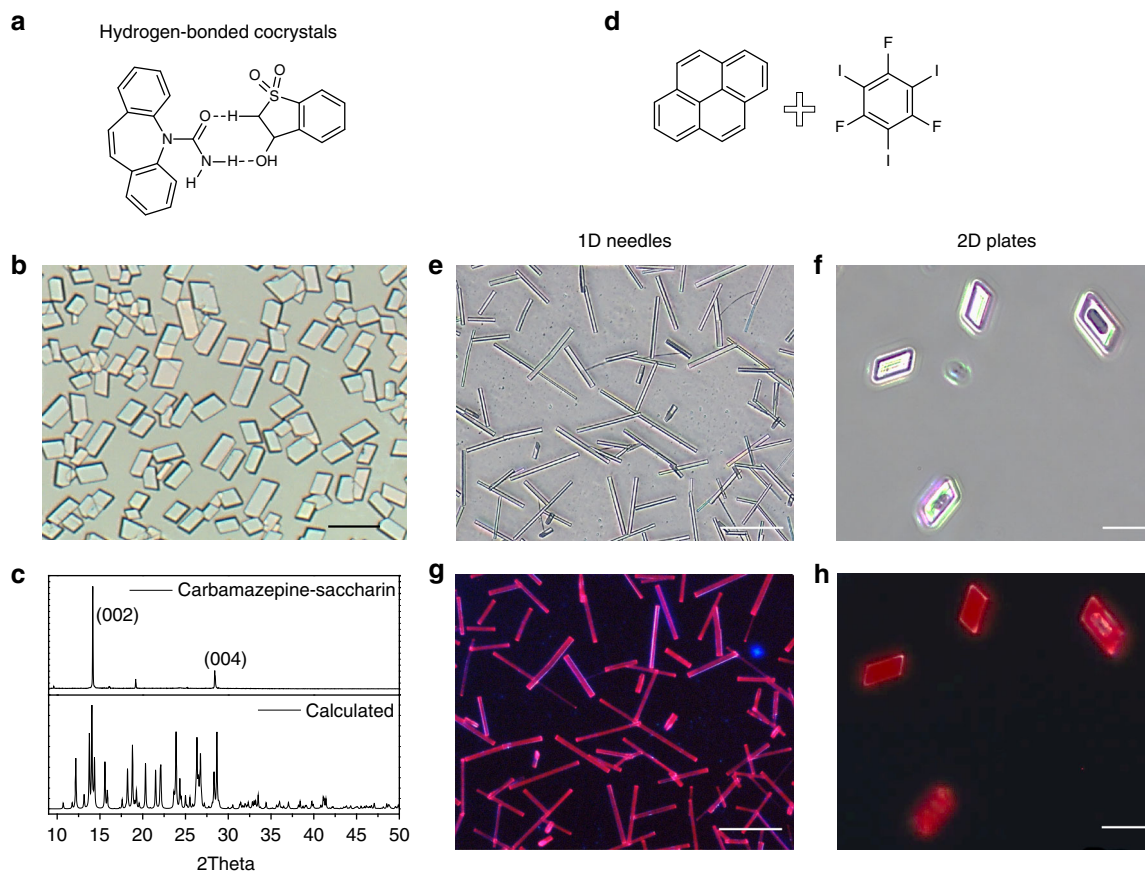 a
Hydrogen-bonded cocrystals
O
O
S
O
H
N
N
H
OH
H
d
F
I
I
F
F
I
1D needles
2D plates
b
e
f
c
Carbamazepine-saccharin
(002)
(004)
Calculated
10 15 20 25 30 35 40 45 50
2Theta
g
h